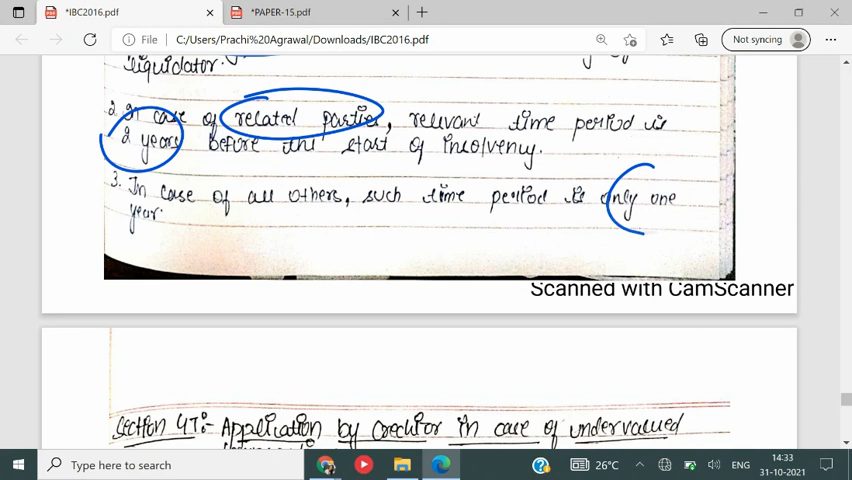 *IBC2016.pdf
*PAPER-15.pdf
File C:/Users/Prachi%20Agrawal/Downloads/IBC2016.pdf
Not syncing
liquidator.
2. In case of related parties, relevant time period is
2 years before the start of insolvency.
3. In case of all others, such time period is only one
year.
Scanned with CamScanner
Section 47:- Application by creditor in case of undervalued
Type here to search
26°C
ENG
14:33
31-10-2021